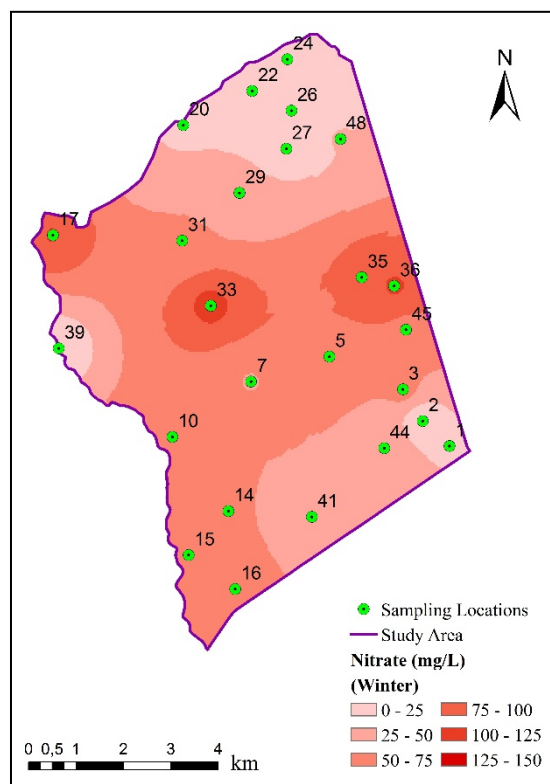 24
N
22
26
20
48
27
29
17
31
35
36
33
45
39
5
7
3
2
10
1
44
14
41
15
16
Sampling Locations
Study Area
Nitrate (mg/L)
(Winter)
0 - 25 75 - 100
25 - 50 100 - 125
50 - 75 125 - 150
0 0,5 1 2 3 4
km